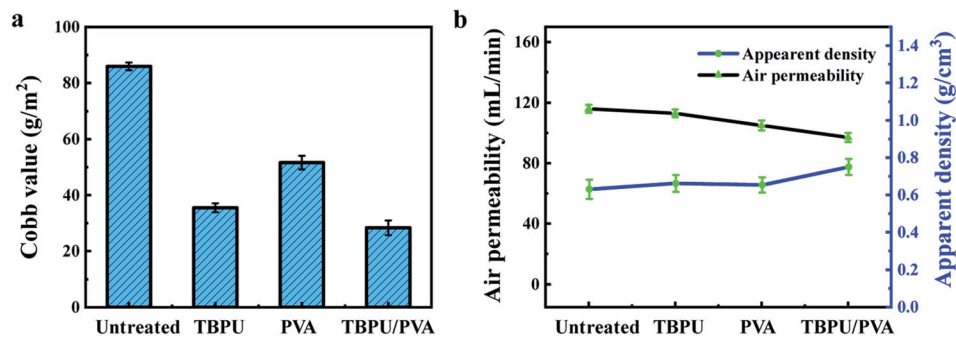 a
Cobb value (g/m²)
100
80
60
40
20
0
Untreated TBPU PVA TBPU/PVA
b
Air permeability (mL/min)
160
120
80
40
0
Appearent density
Air permeability
Untreated TBPU PVA TBPU/PVA
1.4
1.2
1.0
0.8
0.6
0.4
0.2
0.0
Apparent density (g/cm³)